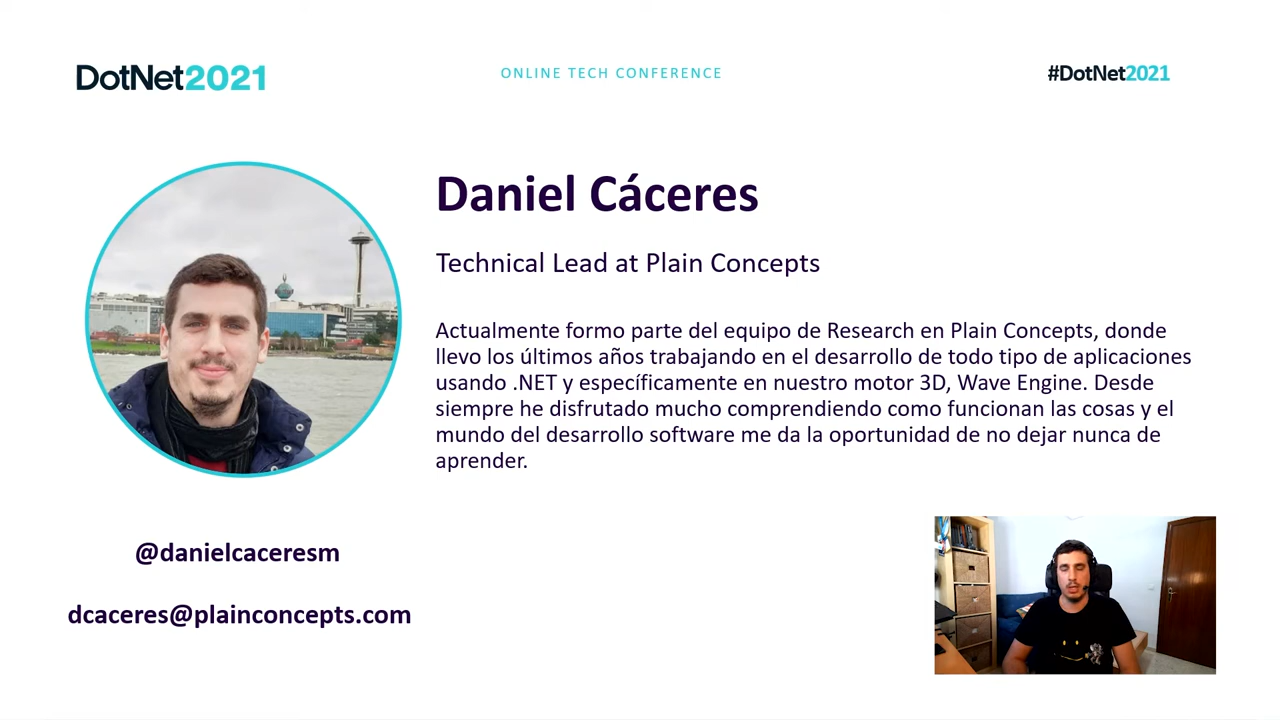 DotNet2021
ONLINE TECH CONFERENCE
#DotNet2021
Daniel Cáceres
Technical Lead at Plain Concepts
Actualmente formo parte del equipo de Research en Plain Concepts, donde
llevo los últimos años trabajando en el desarrollo de todo tipo de aplicaciones
usando .NET y específicamente en nuestro motor 3D, Wave Engine. Desde
siempre he disfrutado mucho comprendiendo como funcionan las cosas y el
mundo del desarrollo software me da la oportunidad de no dejar nunca de
aprender.
@danielcaceresm
dcaceres@plainconcepts.com